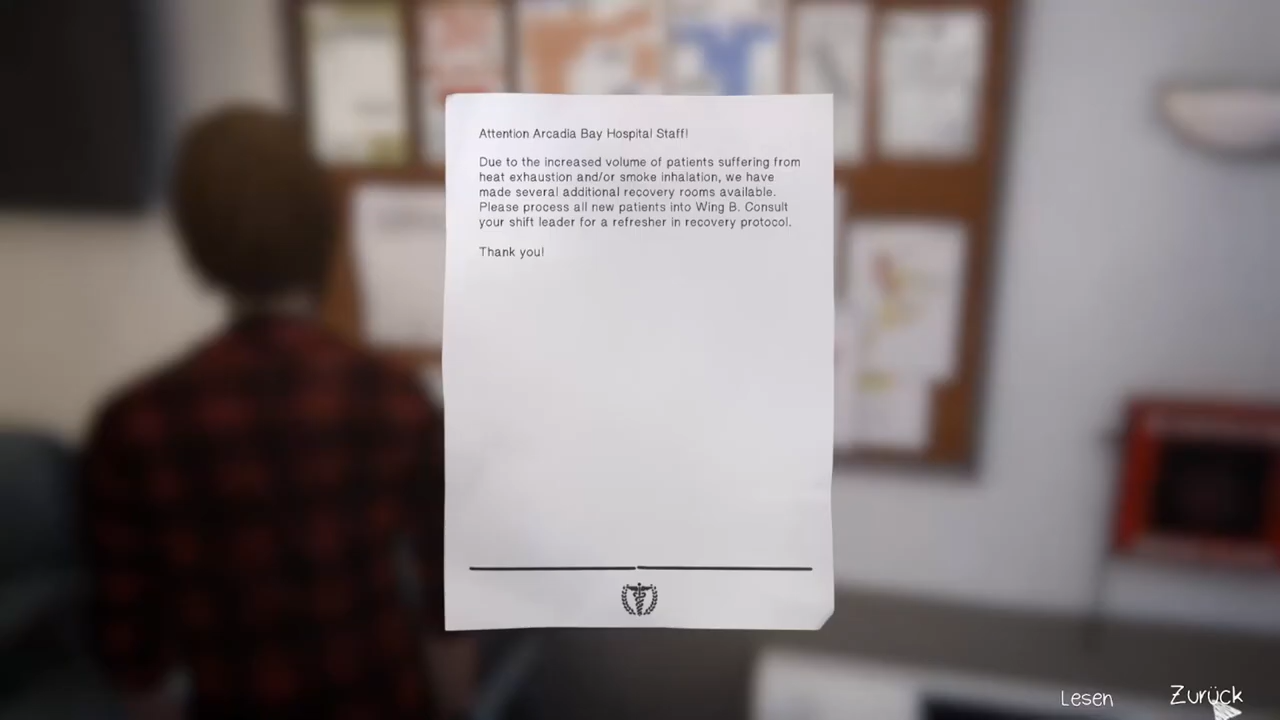 Attention Arcadia Bay Hospital Staff!
Due to the increased volume of patients suffering from
heat exhaustion and/or smoke inhalation, we have
made several additional recovery rooms available.
Please process all new patients into Wing B. Consult
your shift leader for a refresher in recovery protocol.
Thank you!
Lesen
Zurück